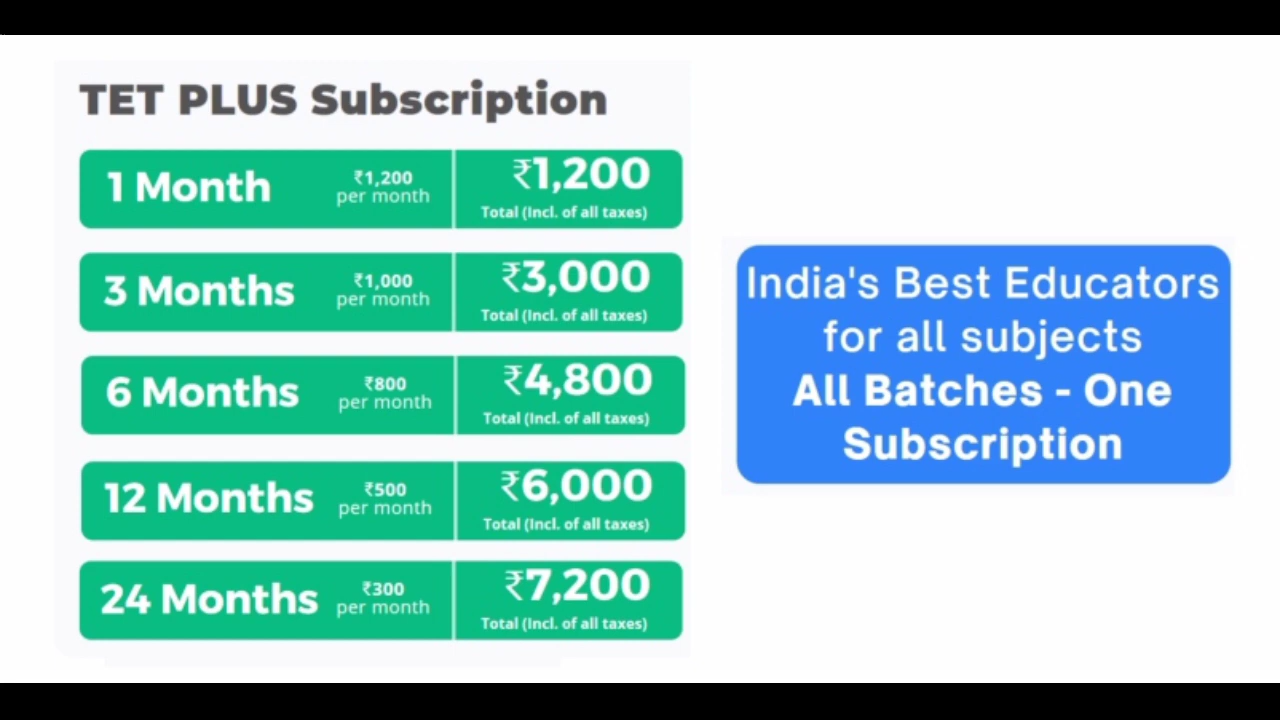 TET PLUS Subscription
1 Month
₹1,200
per month
₹1,200
Total (Incl. of all taxes)
3 Months
₹1,000
per month
₹3,000
Total (Incl. of all taxes)
6 Months
₹800
per month
₹4,800
Total (Incl. of all taxes)
12 Months
₹500
per month
₹6,000
Total (Incl. of all taxes)
24 Months
₹300
per month
₹7,200
Total (Incl. of all taxes)
India's Best Educators
for all subjects
All Batches - One
Subscription